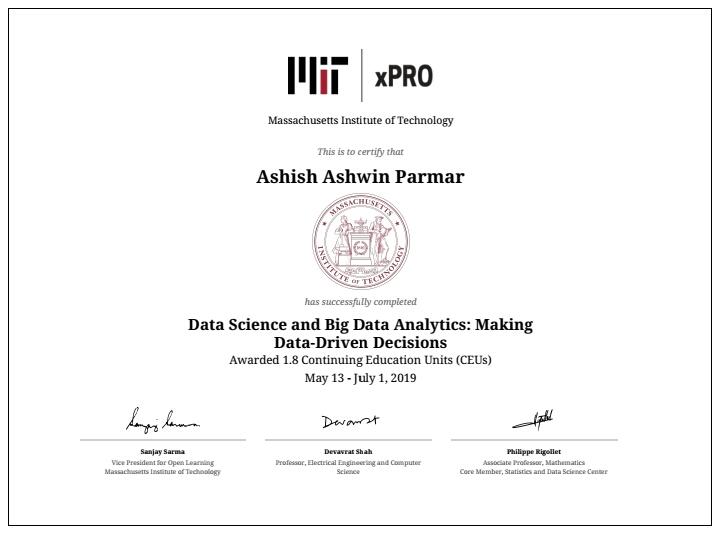 MIT xPRO
Massachusetts Institute of Technology
This is to certify that
Ashish Ashwin Parmar
MASSACHUSETTS
INSTITUTE OF TECHNOLOGY
has successfully completed
Data Science and Big Data Analytics: Making
Data-Driven Decisions
Awarded 1.8 Continuing Education Units (CEUs)
May 13 - July 1, 2019
Sanjay Sarma
Vice President for Open Learning
Massachusetts Institute of Technology
Devavrat Shah
Professor, Electrical Engineering and Computer
Science
Philippe Rigollet
Associate Professor, Mathematics
Core Member, Statistics and Data Science Center